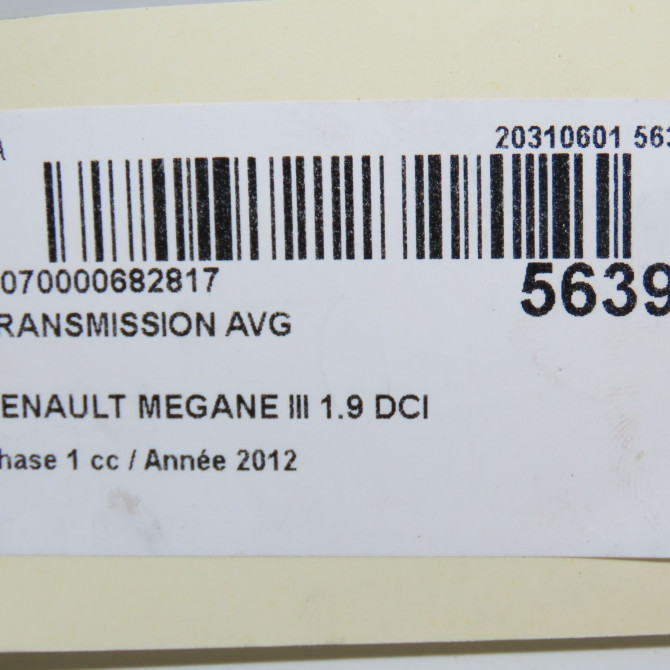 A 20310601 563
070000682817 5639
RANSMISSION AVG
ENAULT MEGANE III 1.9 DCI
hase 1 cc / Année 2012